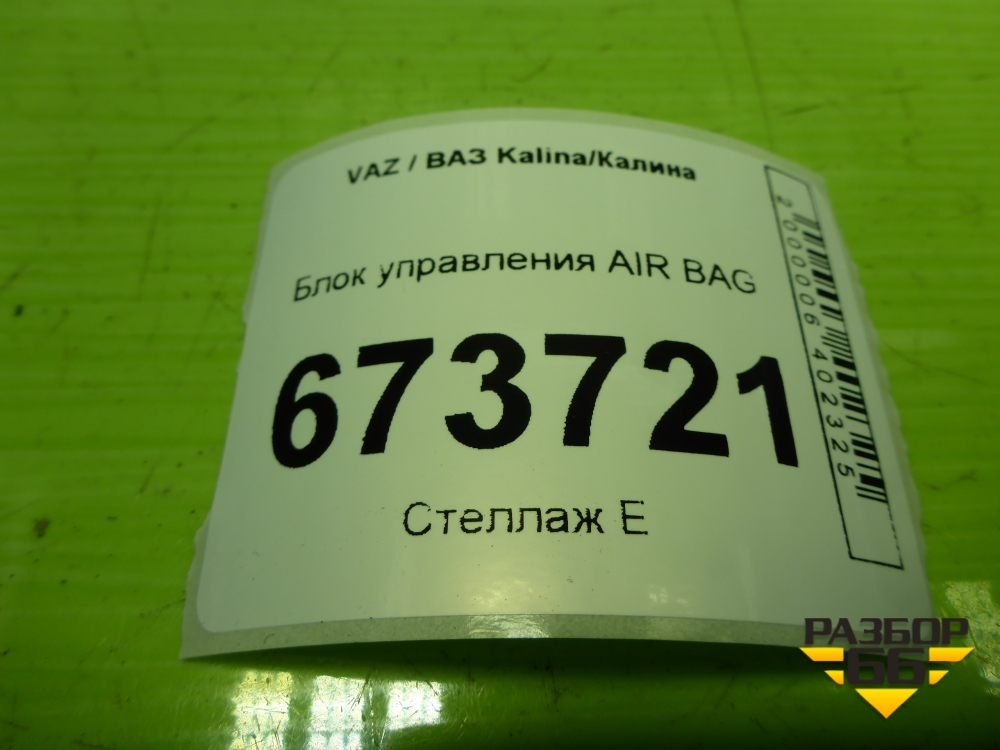 VAZ / ВАЗ Kalina/Калина
Блок управления AIR BAG
673721
Стеллаж Е
2000006402325
РАЗБОР
66